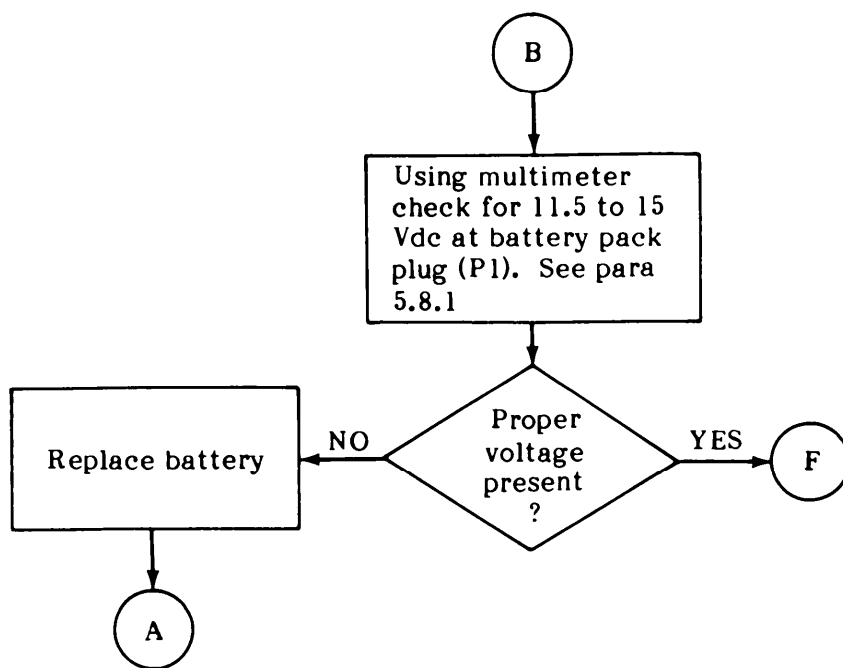 B
Using multimeter
check for 11.5 to 15
Vdc at battery pack
plug (P1). See para
5.8.1
Proper
voltage
present
?
NO
YES
Replace battery
F
A